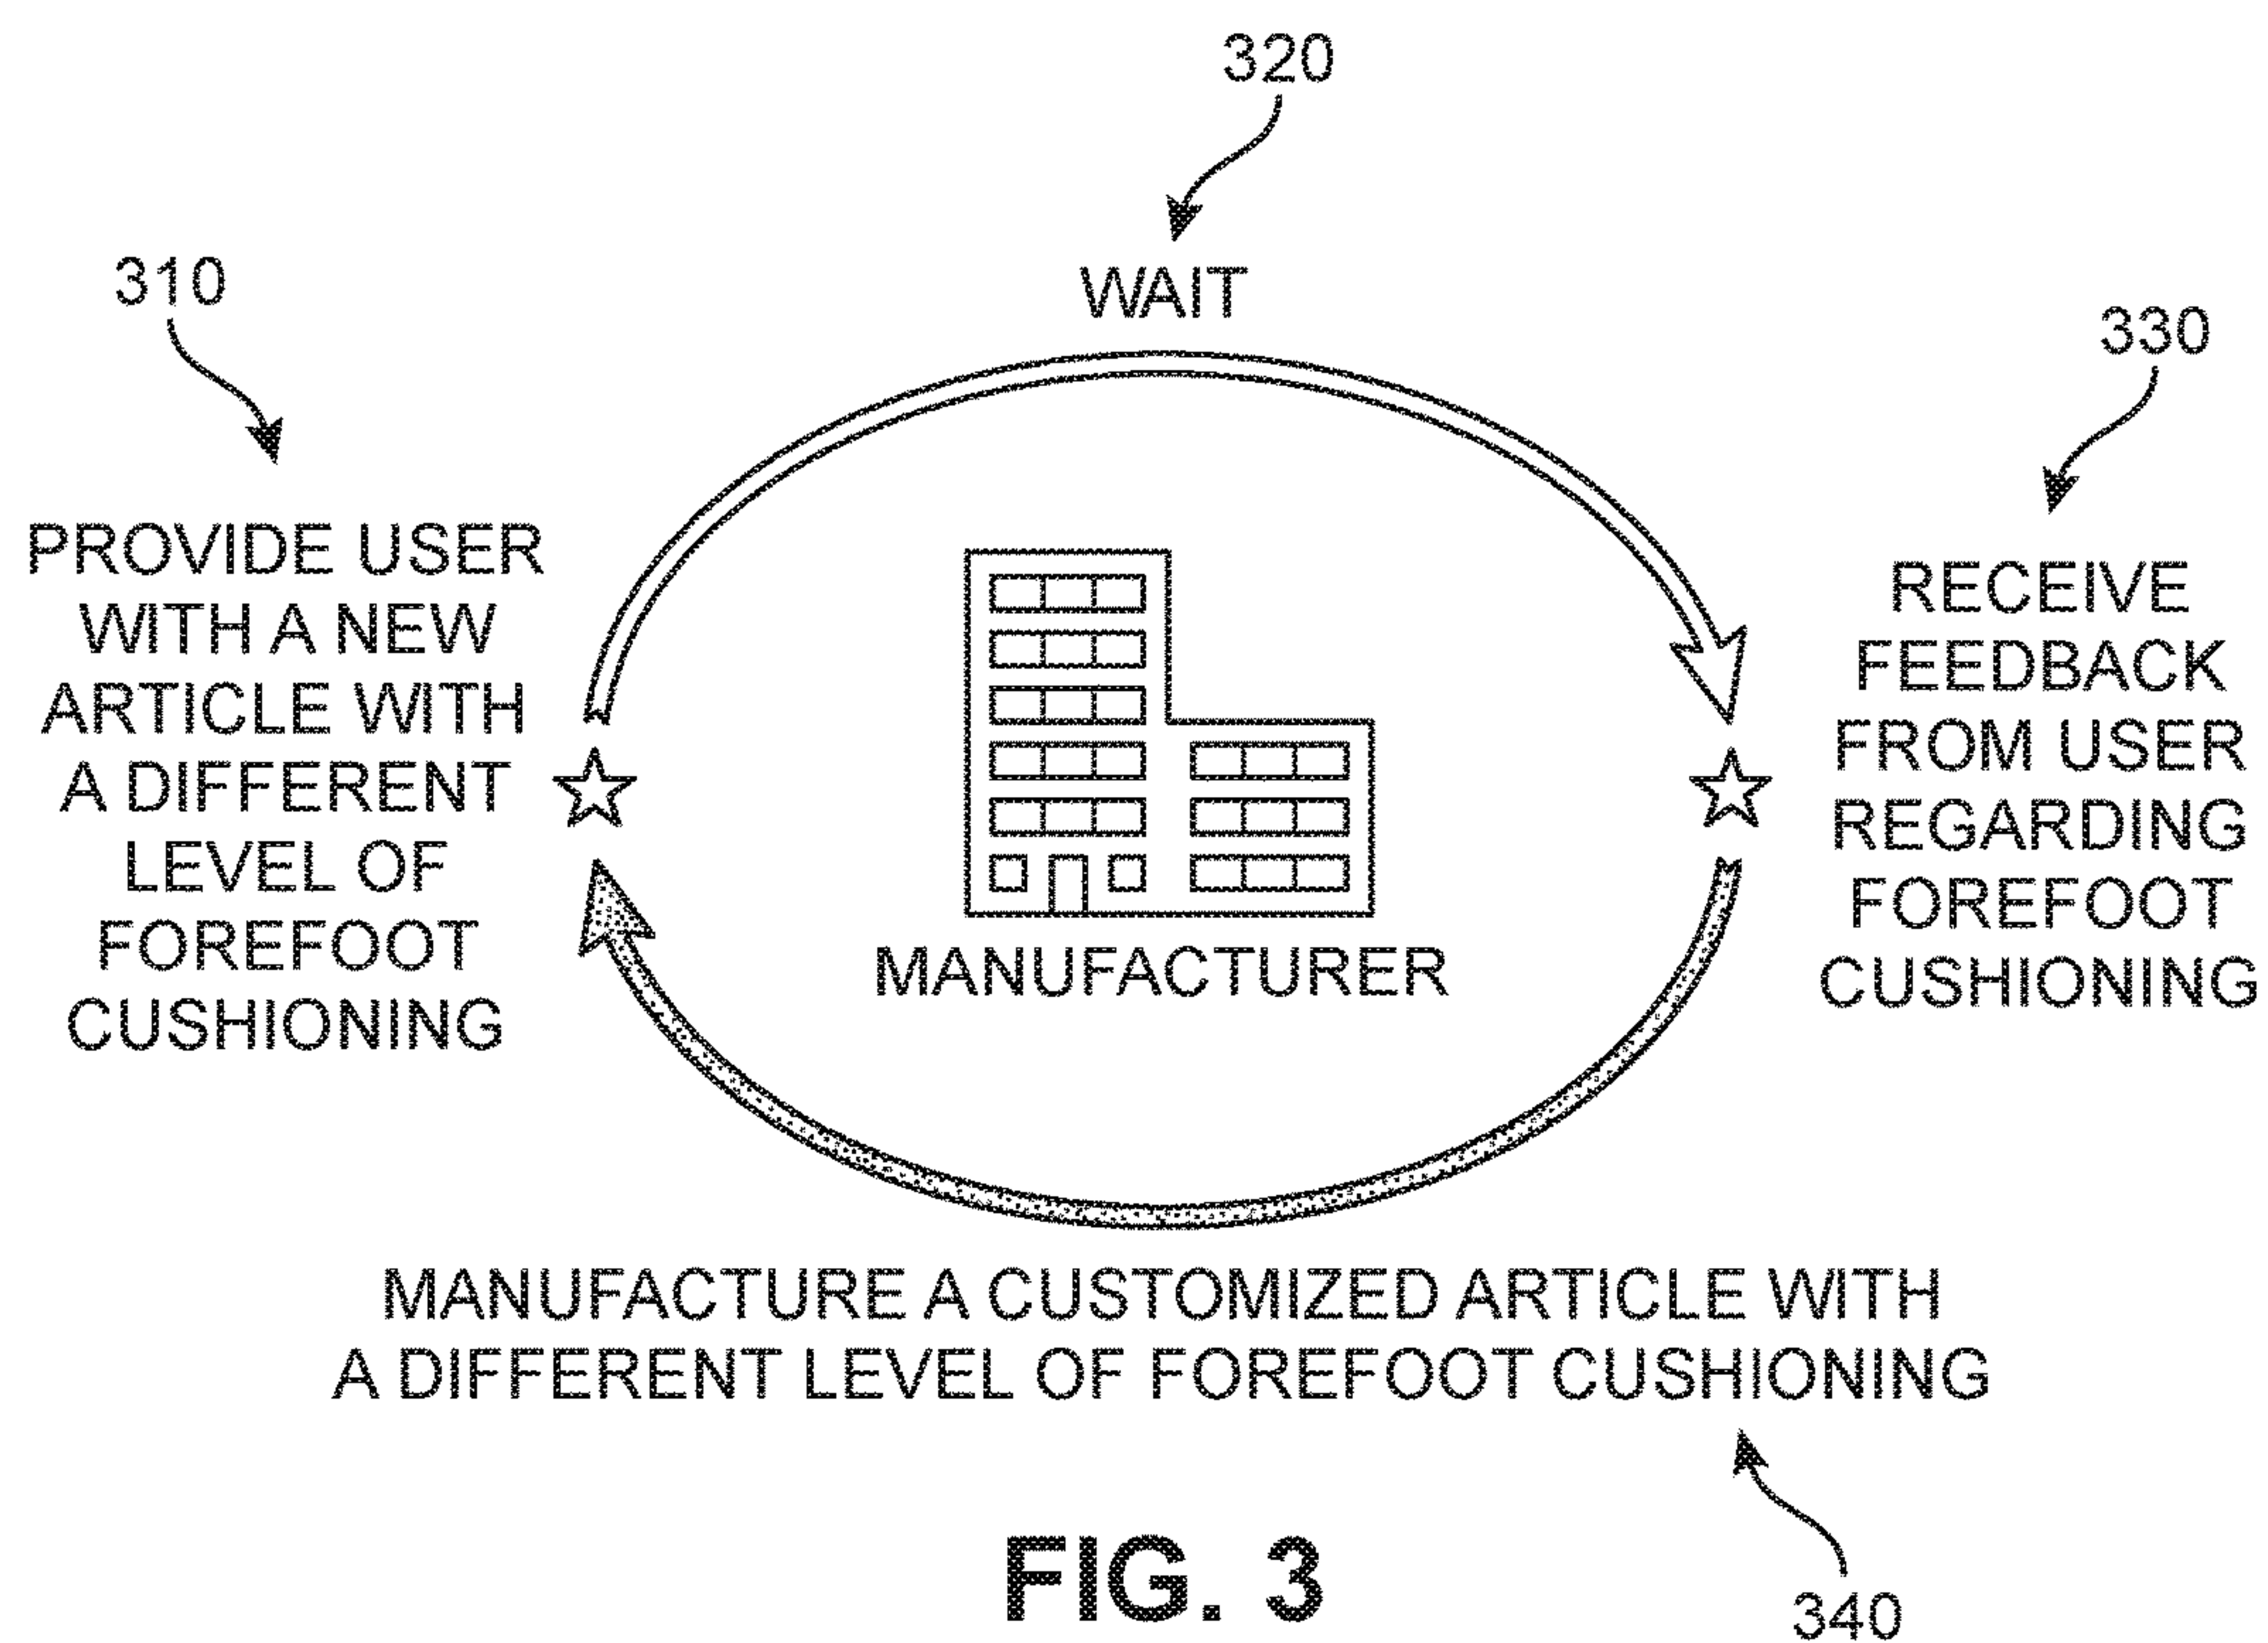 320
WAIT
310
330
PROVIDE USER
WITH A NEW
ARTICLE WITH
A DIFFERENT
LEVEL OF
FOREFOOT
CUSHIONING
RECEIVE
FEEDBACK
FROM USER
REGARDING
FOREFOOT
CUSHIONING
MANUFACTURER
MANUFACTURE A CUSTOMIZED ARTICLE WITH
A DIFFERENT LEVEL OF FOREFOOT CUSHIONING
340
FIG. 3